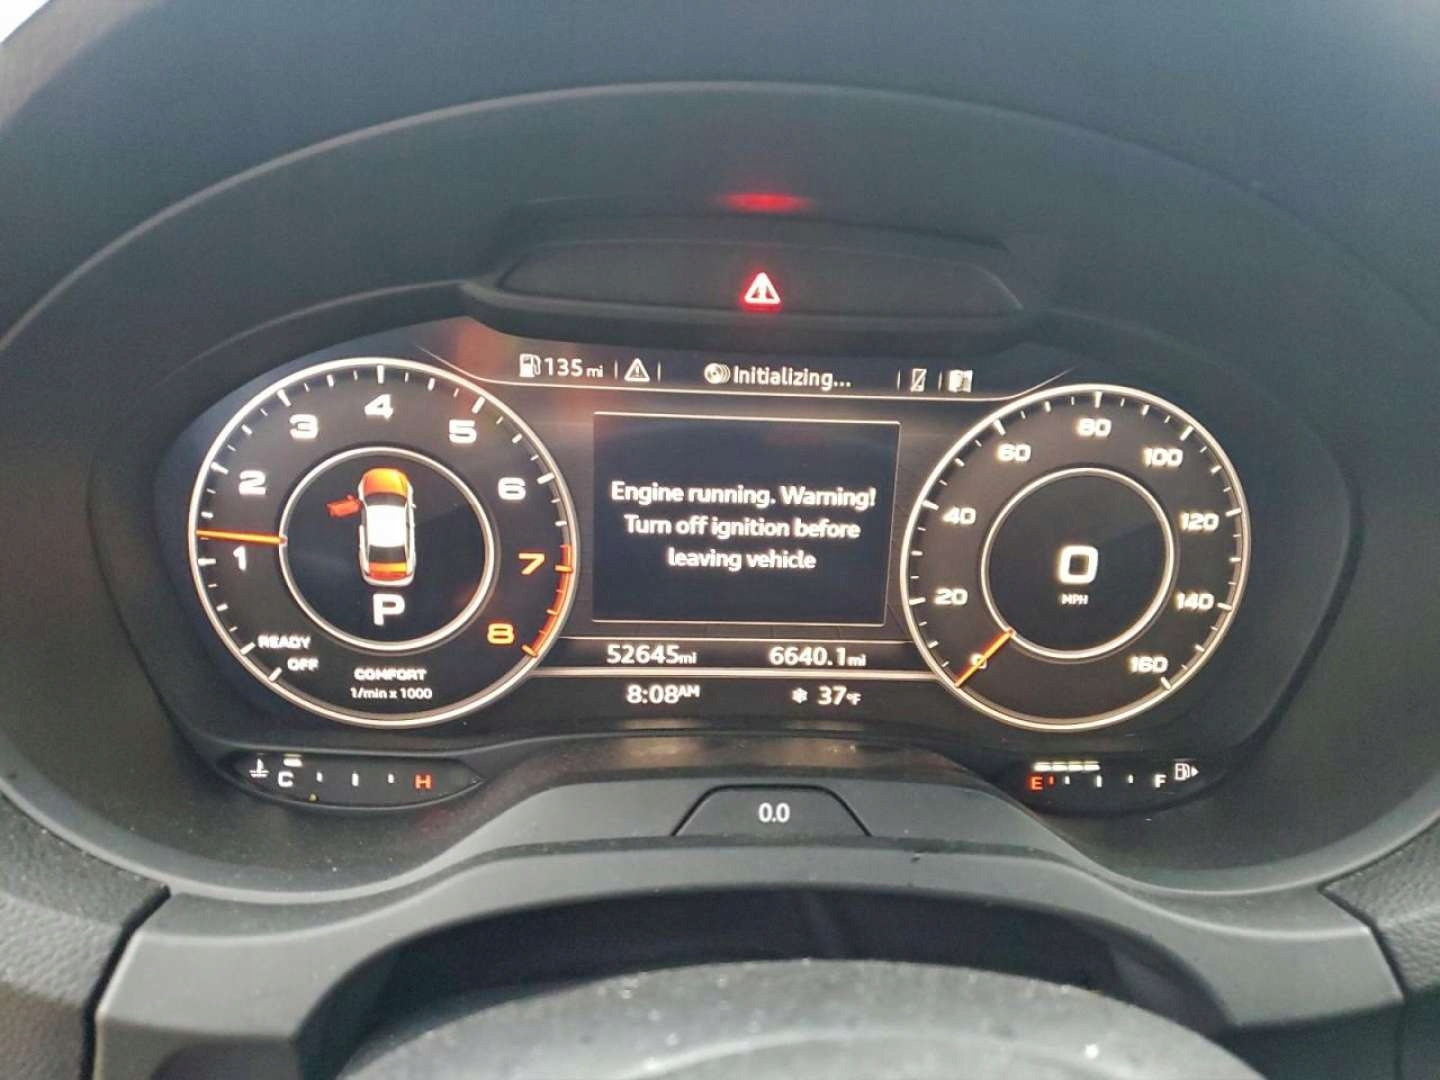 135 mi
Initializing...
1
2
3
4
5
6
7
8
P
READY
OFF
COMFORT
1/min x 1000
Engine running. Warning!
Turn off ignition before
leaving vehicle
52645mi
6640.1mi
8:08AM
37°F
0
20
40
60
80
100
120
140
160
0
MPH
C
H
E
F
0.0